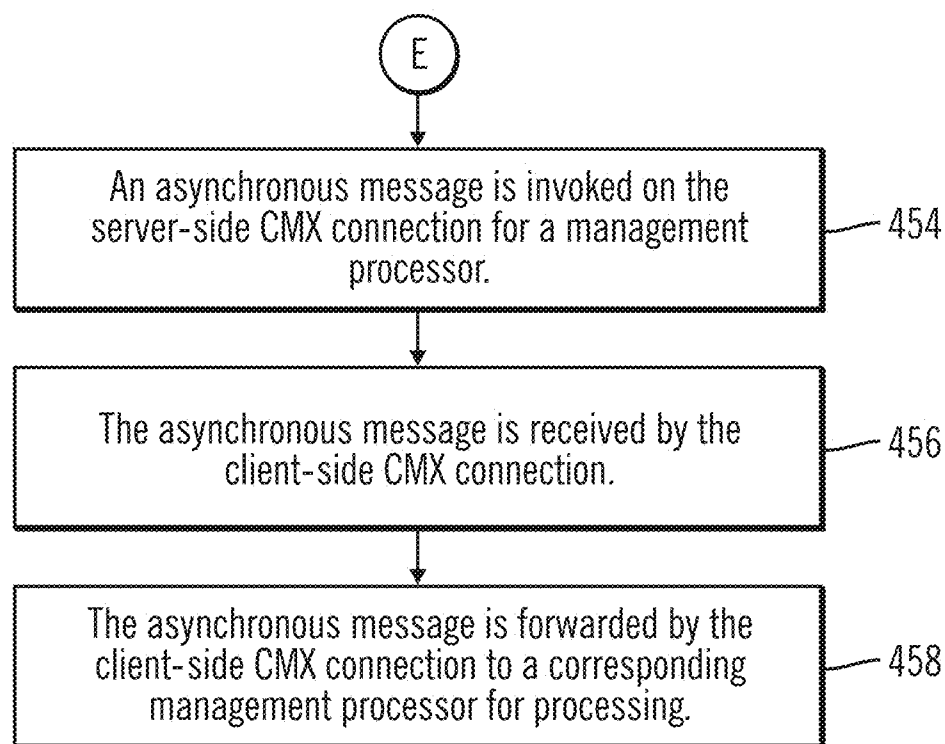 E
An asynchronous message is invoked on the
server-side CMX connection for a management
processor.
454
The asynchronous message is received by the
client-side CMX connection.
456
The asynchronous message is forwarded by the
client-side CMX connection to a corresponding
management processor for processing.
458